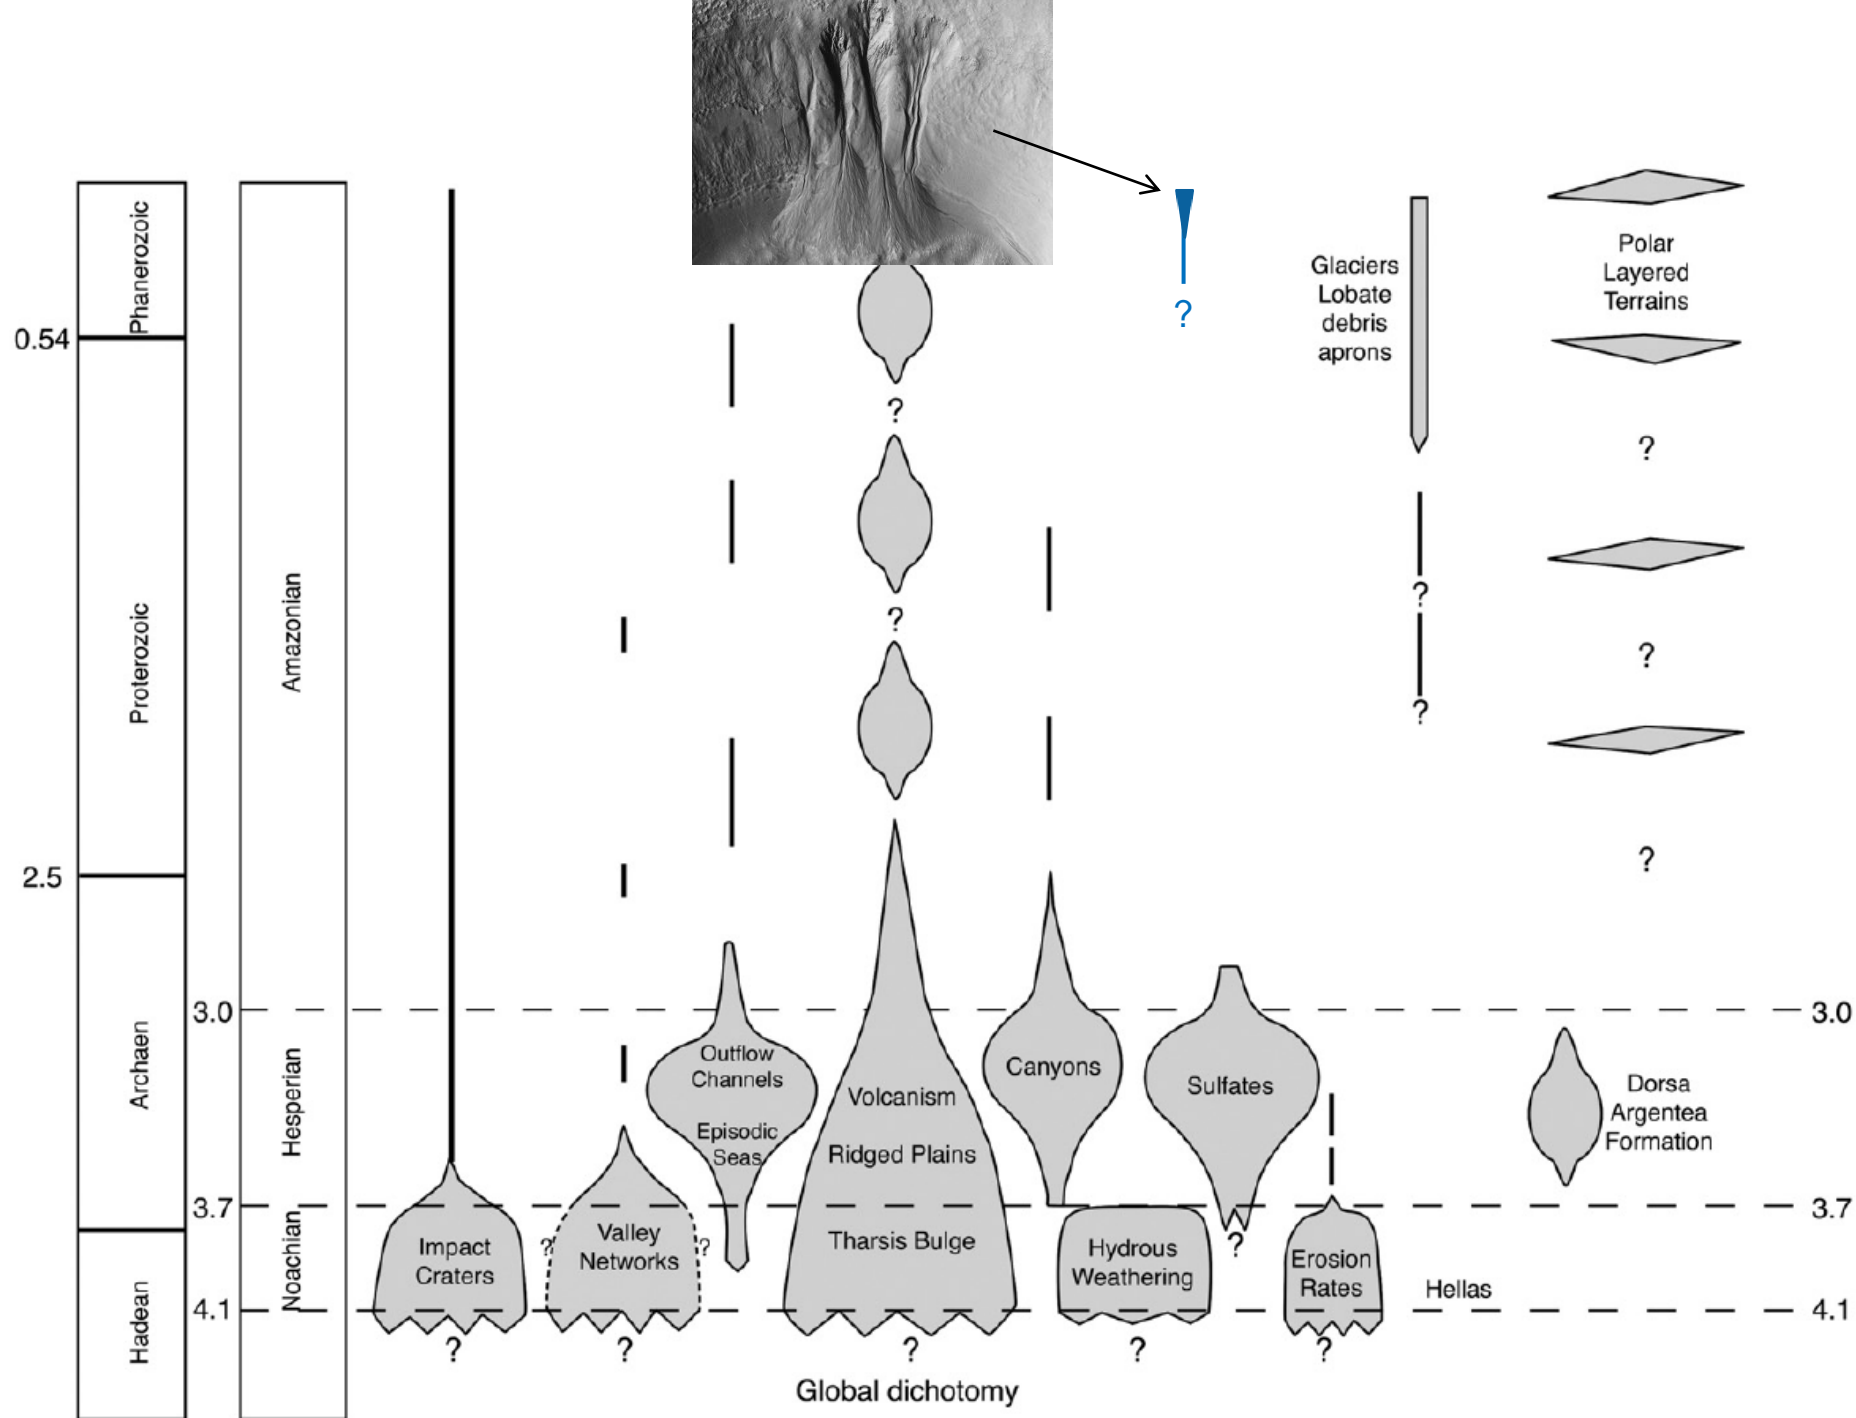 Phanerozoic
0.54
Proterozoic
2.5
Archaen
Hadean
Amazonian
Hesperian
Noachian
3.0
3.7
4.1
Impact
Craters
?
?
Valley
Networks
?
?
Outflow
Channels
Episodic
Seas
?
?
Volcanism
Ridged Plains
Tharsis Bulge
?
Global dichotomy
Canyons
Hydrous
Weathering
?
?
Sulfates
?
Erosion
Rates
?
Hellas
Glaciers
Lobate
debris
aprons
?
?
Polar
Layered
Terrains
?
?
?
Dorsa
Argentea
Formation
3.0
3.7
4.1